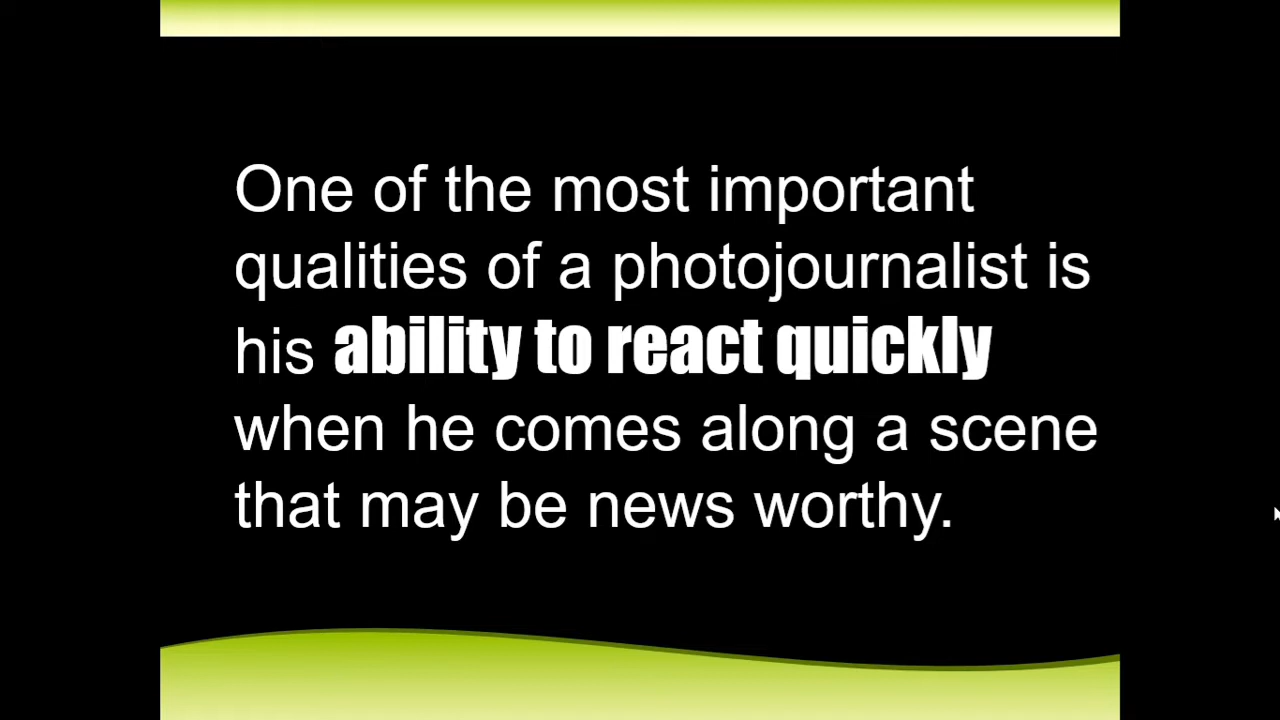 One of the most important
qualities of a photojournalist is
his ability to react quickly
when he comes along a scene
that may be news worthy.